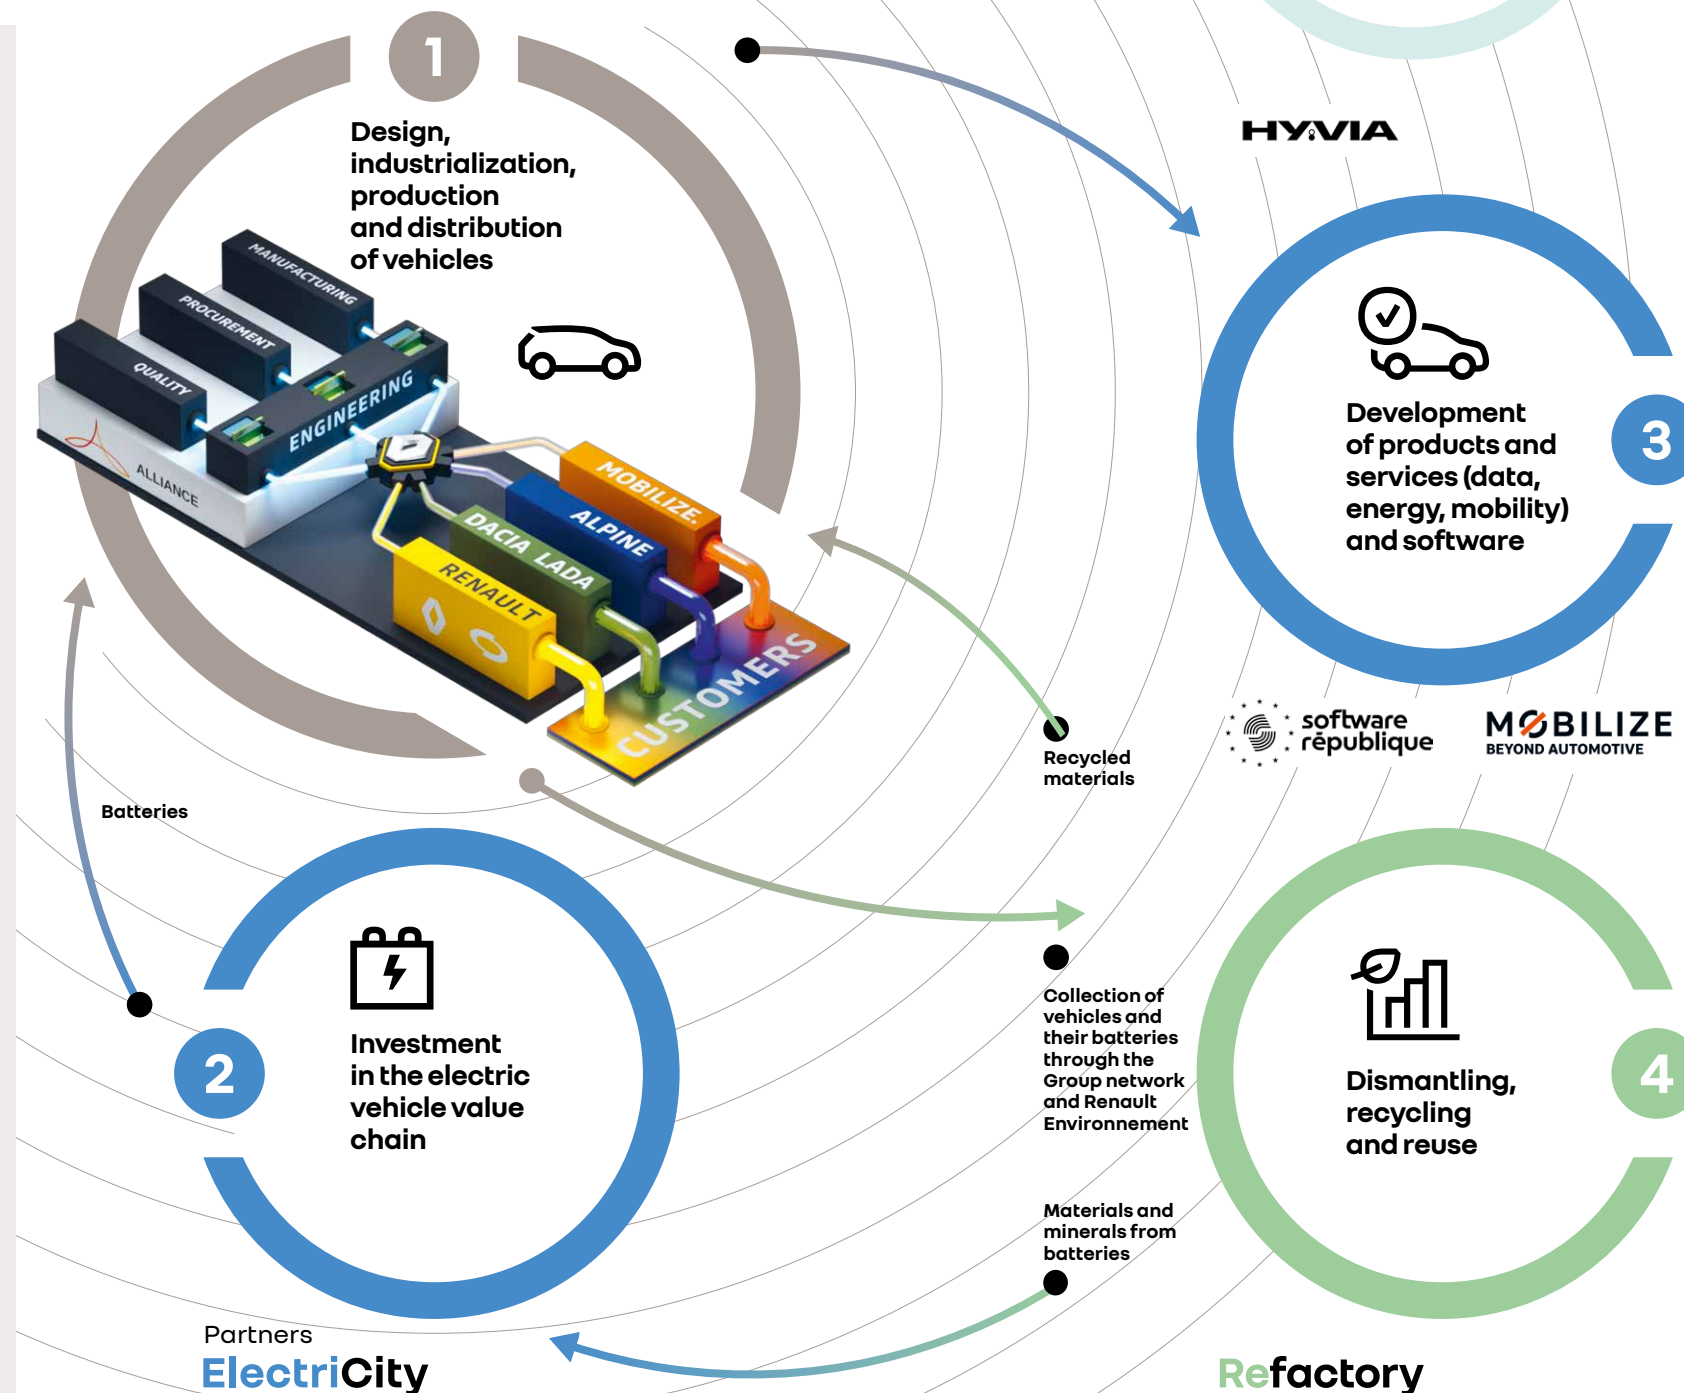 1
Design,
industrialization,
production
and distribution
of vehicles
MANUFACTURING
PROCUREMENT
QUALITY
ENGINEERING
ALLIANCE
MOBILIZE.
ALPINE
DACIA LADA
RENAULT
CUSTOMERS
HYVIA
Development
of products and
services (data,
energy, mobility)
and software
3
software
république
MOBILIZE
BEYOND AUTOMOTIVE
Recycled
materials
Batteries
2
Investment
in the electric
vehicle value
chain
Collection of
vehicles and
their batteries
through the
Group network
and Renault
Environnement
Materials and
minerals from
batteries
Dismantling,
recycling
and reuse
4
Partners
ElectriCity
Refactory